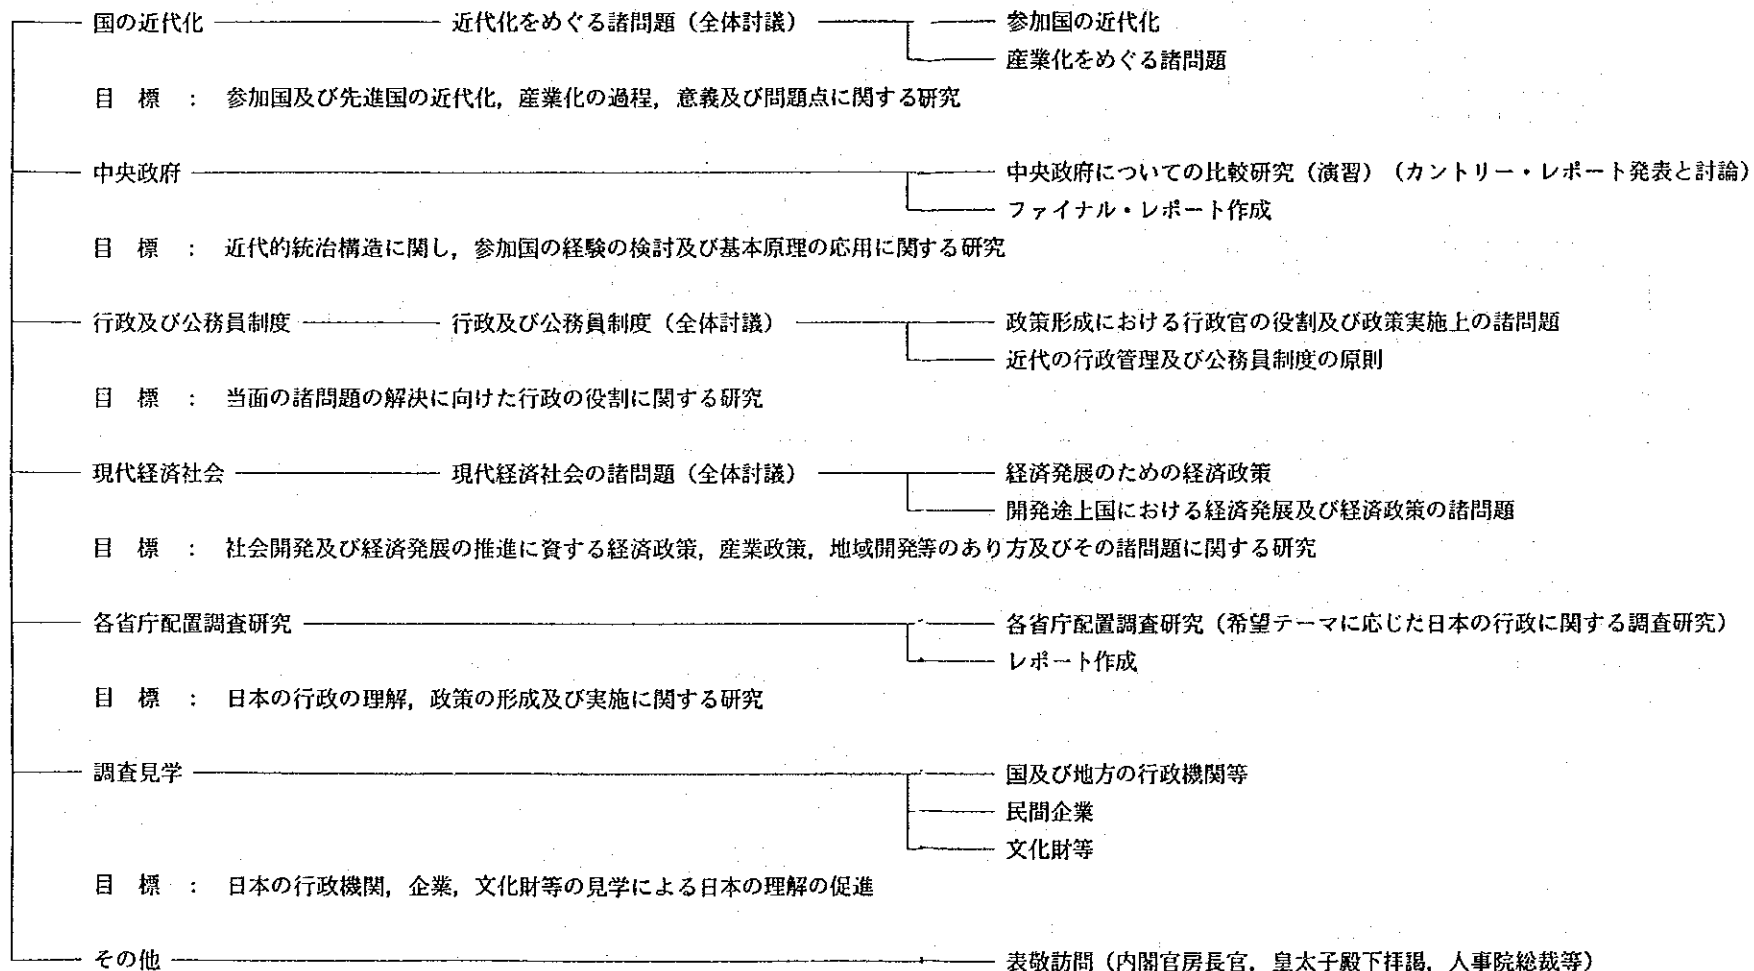 国の近代化 近代化をめぐる諸問題（全体討議） 参加国の近代化
産業化をめぐる諸問題
目 標 ： 参加国及び先進国の近代化，産業化の過程，意義及び問題点に関する研究
中央政府 中央政府についての比較研究（演習）（カントリー・レポート発表と討論）
ファイナル・レポート作成
目 標 ： 近代的統治構造に関し，参加国の経験の検討及び基本原理の応用に関する研究
行政及び公務員制度 行政及び公務員制度（全体討議） 政策形成における行政官の役割及び政策実施上の諸問題
近代の行政管理及び公務員制度の原則
目 標 ： 当面の諸問題の解決に向けた行政の役割に関する研究
現代経済社会 現代経済社会の諸問題（全体討議） 経済発展のための経済政策
開発途上国における経済発展及び経済政策の諸問題
目 標 ： 社会開発及び経済発展の推進に資する経済政策，産業政策，地域開発等のあり方及びその諸問題に関する研究
各省庁配置調査研究 各省庁配置調査研究（希望テーマに応じた日本の行政に関する調査研究）
レポート作成
目 標 ： 日本の行政の理解，政策の形成及び実施に関する研究
調査見学 国及び地方の行政機関等
民間企業
文化財等
目 標 ： 日本の行政機関，企業，文化財等の見学による日本の理解の促進
その他 表敬訪問（内閣官房長官，皇太子殿下拝謁，人事院総裁等）